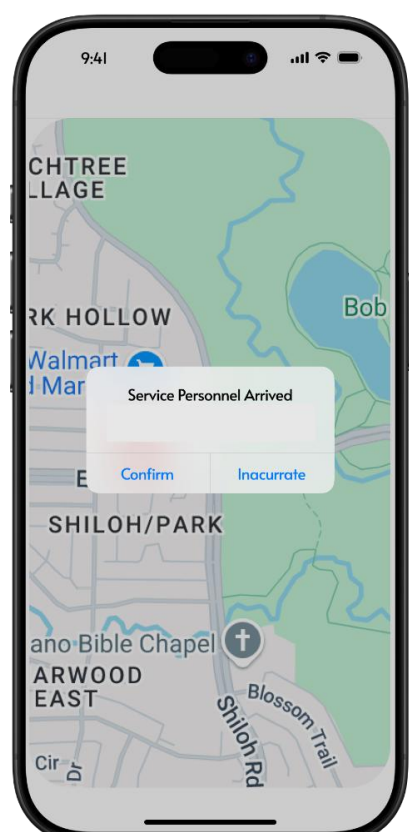 9:41
CHTREE
LLAGE
RK HOLLOW
Bob
Walmart
d Mar
Service Personnel Arrived
Confirm
Inacurrate
E
SHILOH/PARK
ano Bible Chapel
ARWOOD
EAST
Blossom Trail
Shiloh Rd
Cir
Dr